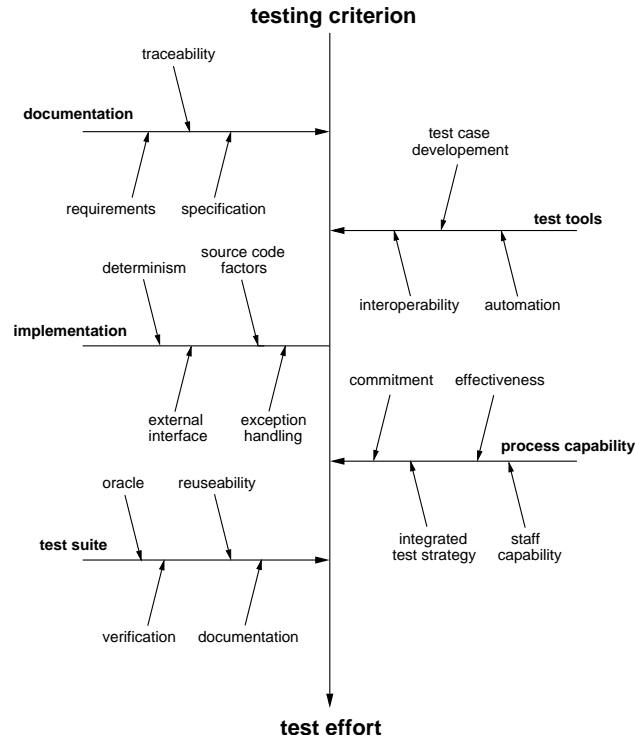 testing criterion
traceability
documentation
requirements
specification
test case
developement
test tools
interoperability
automation
determinism
source code
factors
implementation
external
interface
exception
handling
commitment
effectiveness
process capability
integrated
test strategy
staff
capability
oracle
reuseability
test suite
verification
documentation
test effort